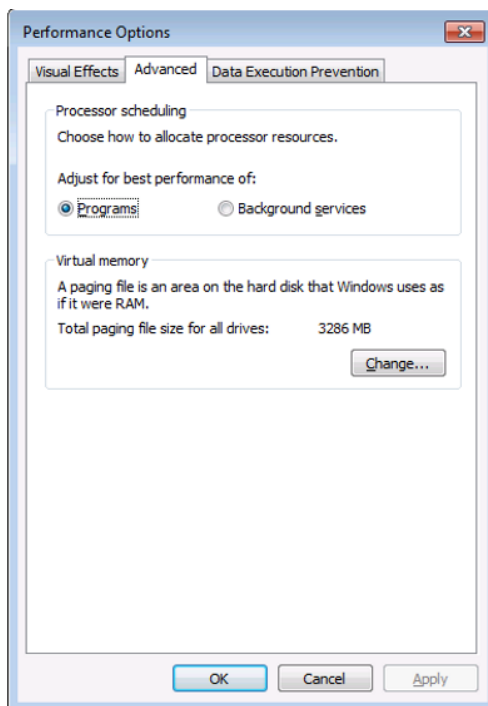 Performance Options
Visual Effects Advanced Data Execution Prevention
Processor scheduling
Choose how to allocate processor resources.
Adjust for best performance of:
Programs Background services
Virtual memory
A paging file is an area on the hard disk that Windows uses as
if it were RAM.
Total paging file size for all drives: 3286 MB
Change...
OK Cancel Apply